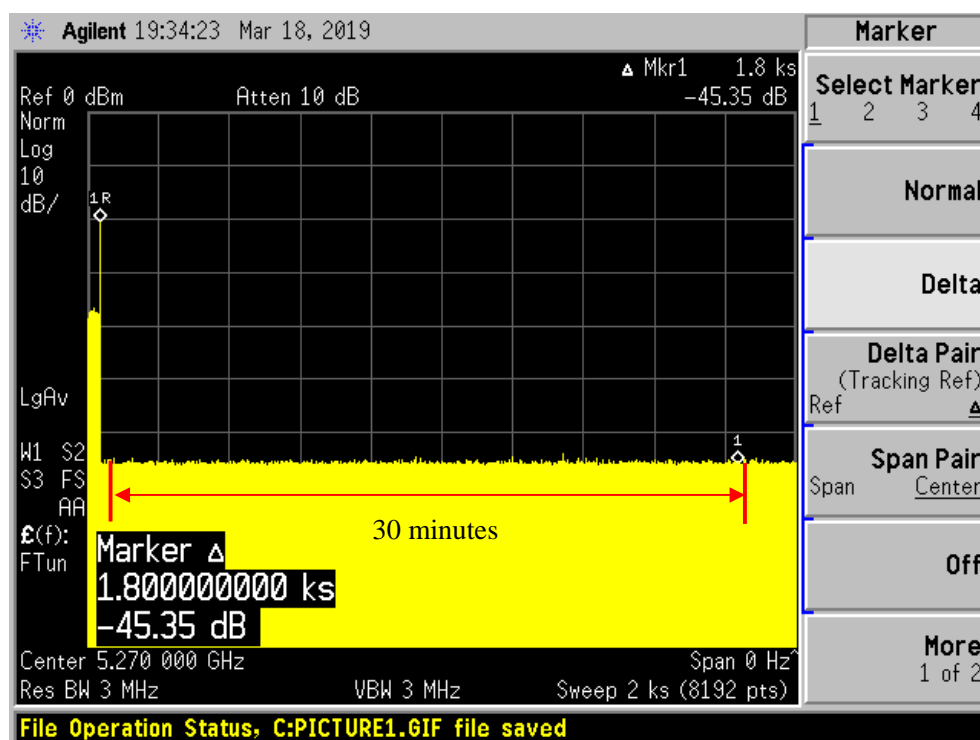 Agilent 19:34:23 Mar 18, 2019
Marker
Δ Mkr1 1.8 ks
Ref 0 dBm Atten 10 dB -45.35 dB
Norm
Log
10
dB/
1R
LgAv
1
W1 S2
S3 FS
AA
£(f):
FTun
30 minutes
Marker Δ
1.800000000 ks
-45.35 dB
Center 5.270 000 GHz Span 0 Hz^
Res BW 3 MHz VBW 3 MHz Sweep 2 ks (8192 pts)
Select Marker
1 2 3 4
Normal
Delta
Delta Pair
(Tracking Ref)
Ref Δ
Span Pair
Span Center
Off
More
1 of 2
File Operation Status, C:PICTURE1.GIF file saved